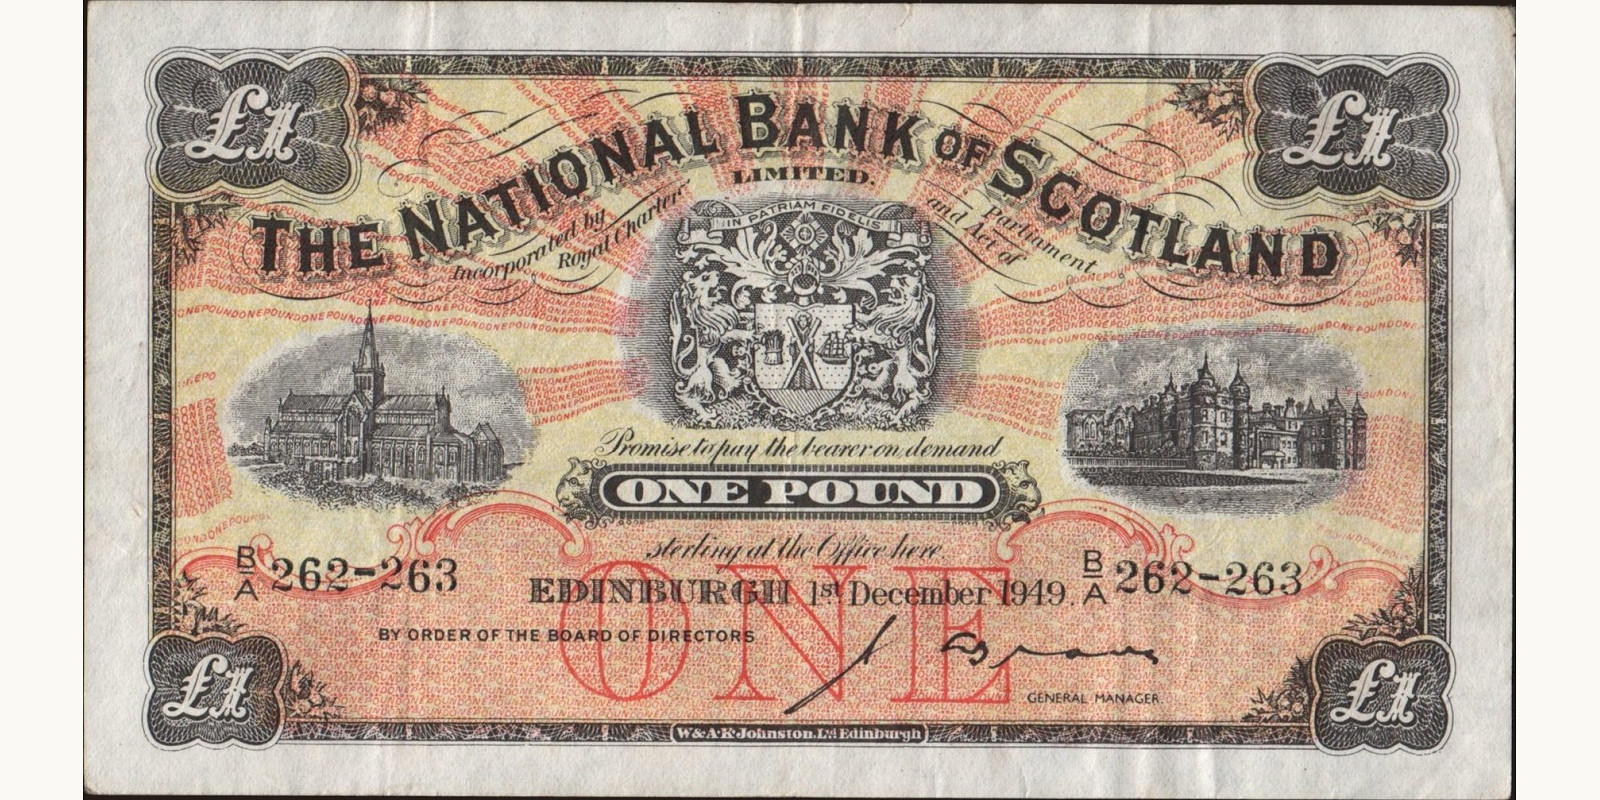 £1 £1
THE NATIONAL BANK OF SCOTLAND
LIMITED.
Incorporated by Royal Charter
and Act of Parliament
IN PATRIAM FIDELIS
Promise to pay the bearer on demand
ONE POUND
sterling at the Office here
B/A 262-263 B/A 262-263
EDINBURGH 1st December 1949.
ONE
BY ORDER OF THE BOARD OF DIRECTORS
GENERAL MANAGER.
£1 £1
W. & A.K. Johnston, Ltd Edinburgh